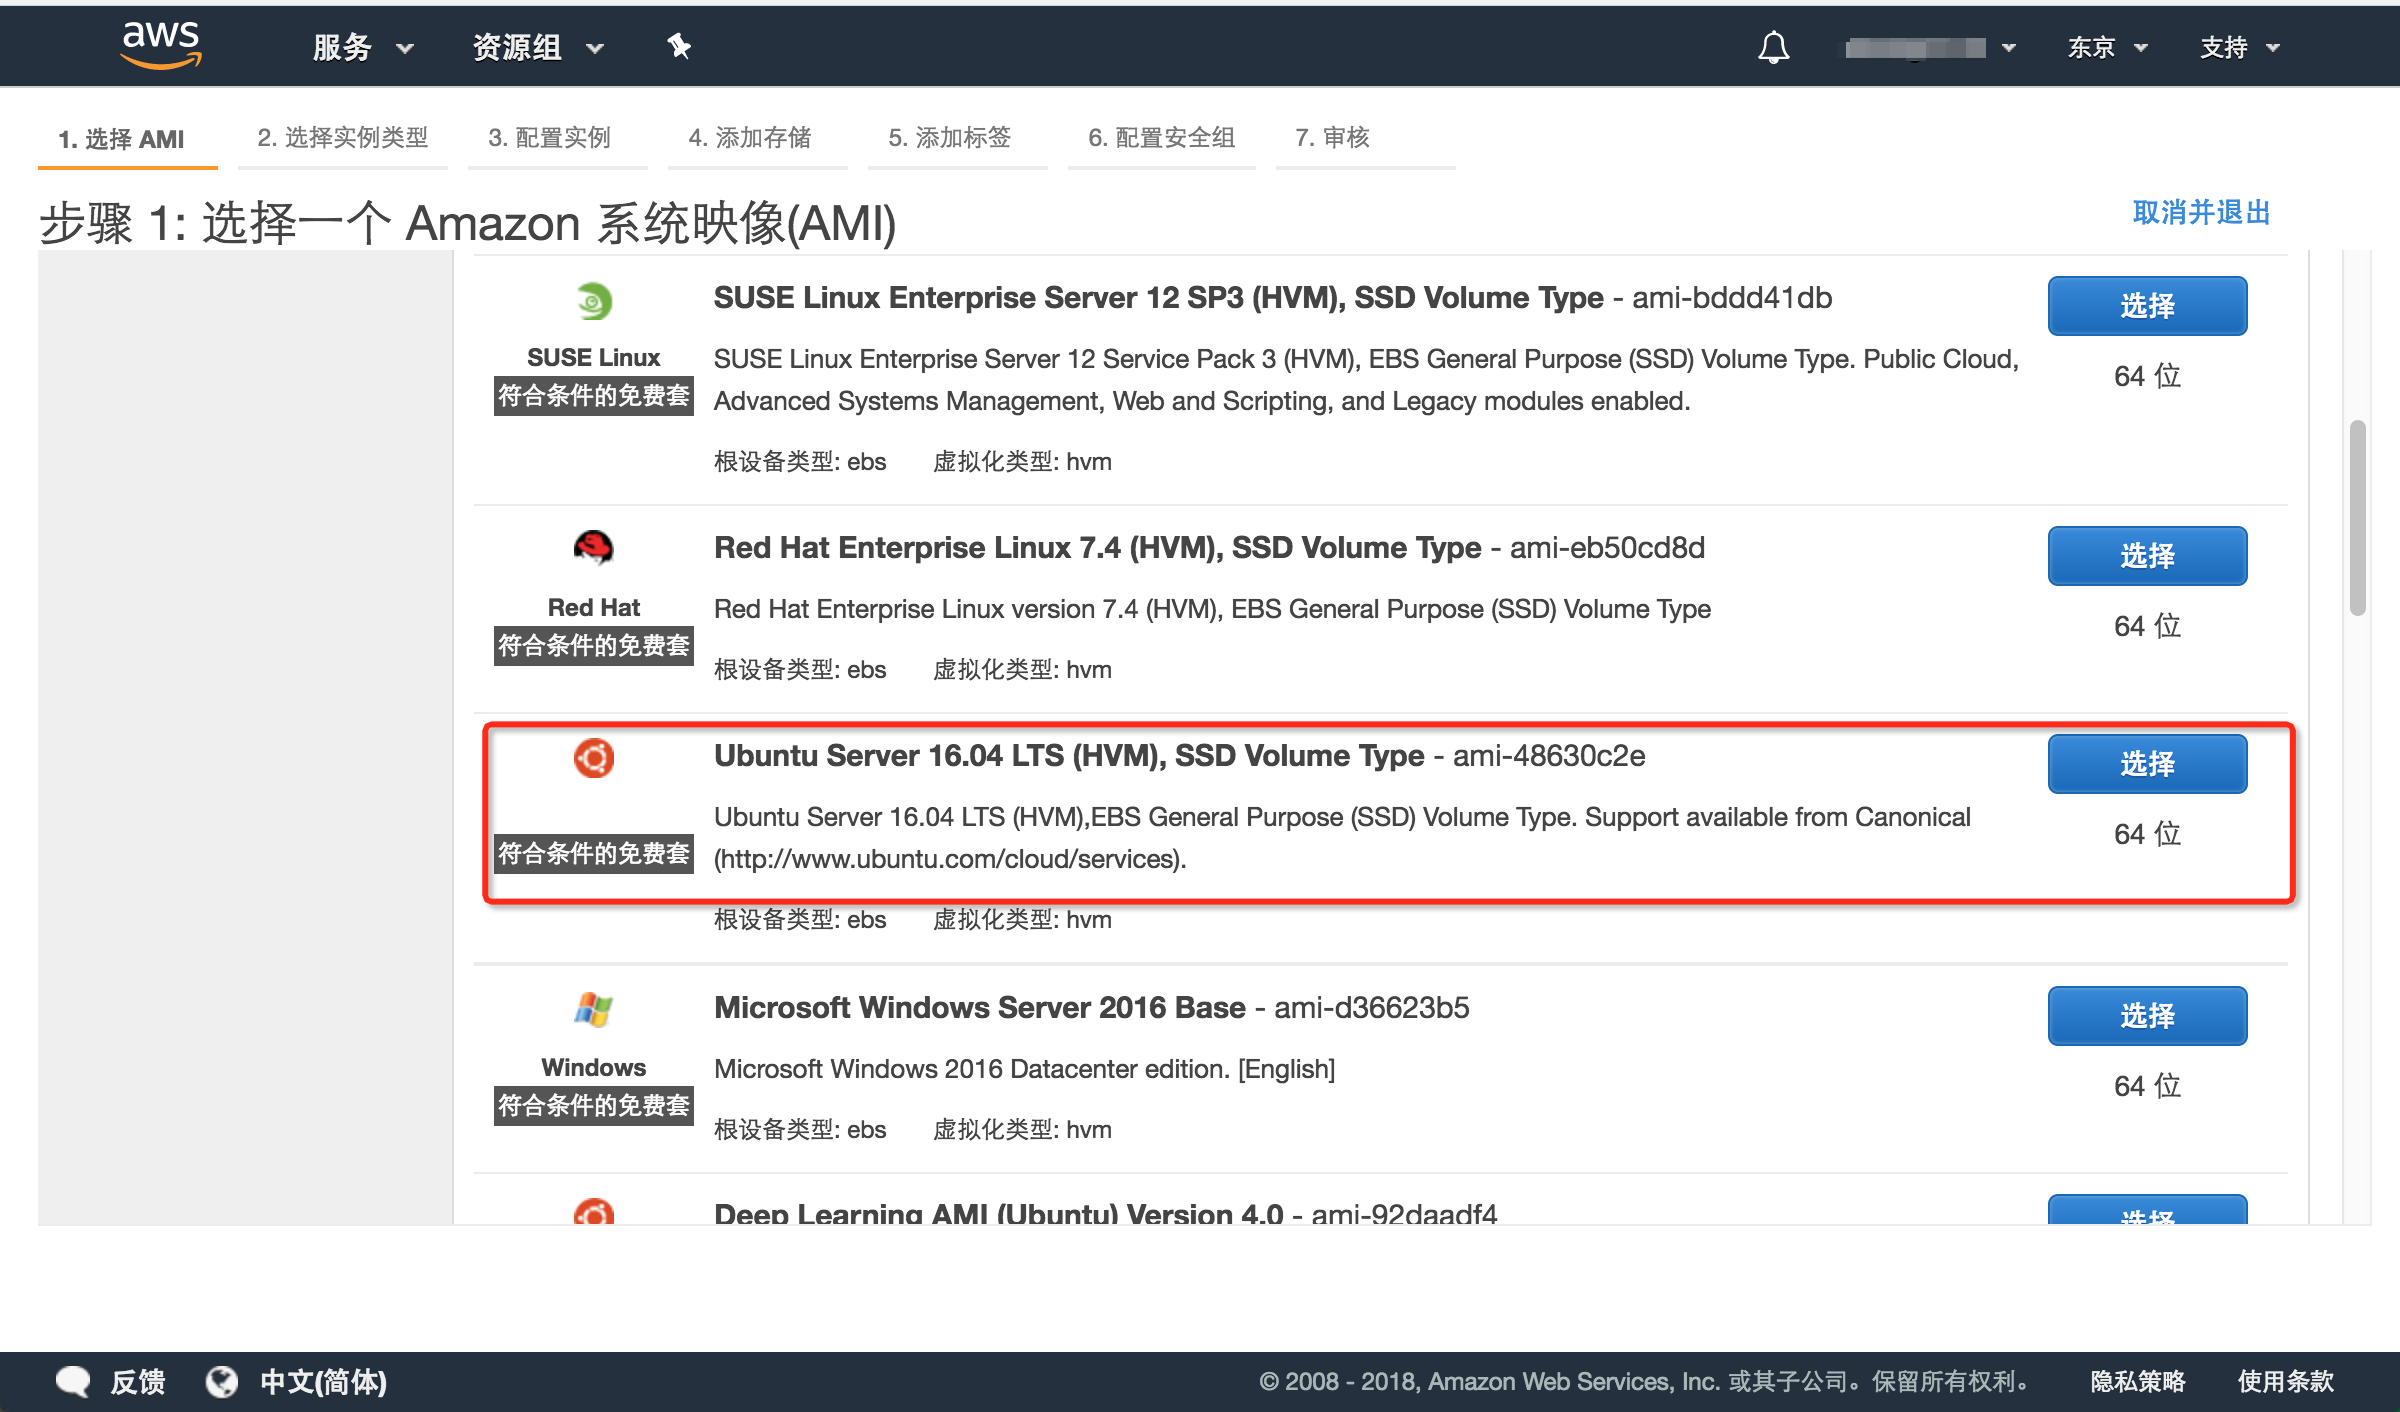 aws 服务 资源组 东京 支持
1. 选择 AMI 2. 选择实例类型 3. 配置实例 4. 添加存储 5. 添加标签 6. 配置安全组 7. 审核
步骤 1: 选择一个 Amazon 系统映像(AMI) 取消并退出
SUSE Linux Enterprise Server 12 SP3 (HVM), SSD Volume Type - ami-bddd41db 选择
SUSE Linux SUSE Linux Enterprise Server 12 Service Pack 3 (HVM), EBS General Purpose (SSD) Volume Type. Public Cloud, 64 位
符合条件的免费套 Advanced Systems Management, Web and Scripting, and Legacy modules enabled.
根设备类型: ebs 虚拟化类型: hvm
Red Hat Enterprise Linux 7.4 (HVM), SSD Volume Type - ami-eb50cd8d 选择
Red Hat Red Hat Enterprise Linux version 7.4 (HVM), EBS General Purpose (SSD) Volume Type 64 位
符合条件的免费套
根设备类型: ebs 虚拟化类型: hvm
Ubuntu Server 16.04 LTS (HVM), SSD Volume Type - ami-48630c2e 选择
Ubuntu Server 16.04 LTS (HVM),EBS General Purpose (SSD) Volume Type. Support available from Canonical 64 位
符合条件的免费套 (http://www.ubuntu.com/cloud/services).
根设备类型: ebs 虚拟化类型: hvm
Microsoft Windows Server 2016 Base - ami-d36623b5 选择
Windows Microsoft Windows 2016 Datacenter edition. [English] 64 位
符合条件的免费套
根设备类型: ebs 虚拟化类型: hvm
Deep Learning AMI (Ubuntu) Version 4.0 - ami-92daadf4 选择
反馈 中文(简体) © 2008 - 2018, Amazon Web Services, Inc. 或其子公司。保留所有权利。 隐私策略 使用条款